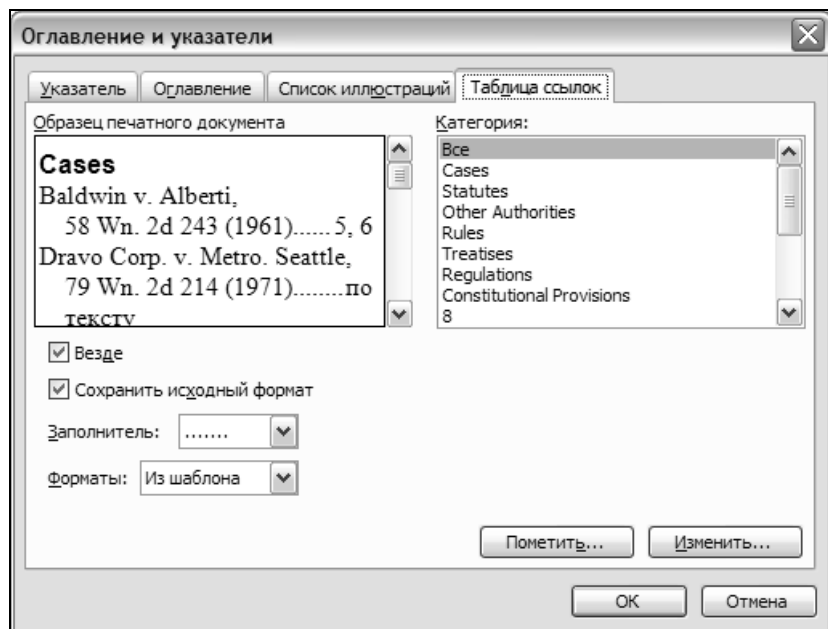 Оглавление и указатели
Указатель Оглавление Список иллюстраций Таблица ссылок
Образец печатного документа
Cases
Baldwin v. Alberti,
58 Wn. 2d 243 (1961)...... 5, 6
Dravo Corp. v. Metro. Seattle,
79 Wn. 2d 214 (1971)........по
тексту
Категория:
Все
Cases
Statutes
Other Authorities
Rules
Treatises
Regulations
Constitutional Provisions
8
Везде
Сохранить исходный формат
Заполнитель: .......
Форматы: Из шаблона
Пометить... Изменить...
ОК Отмена